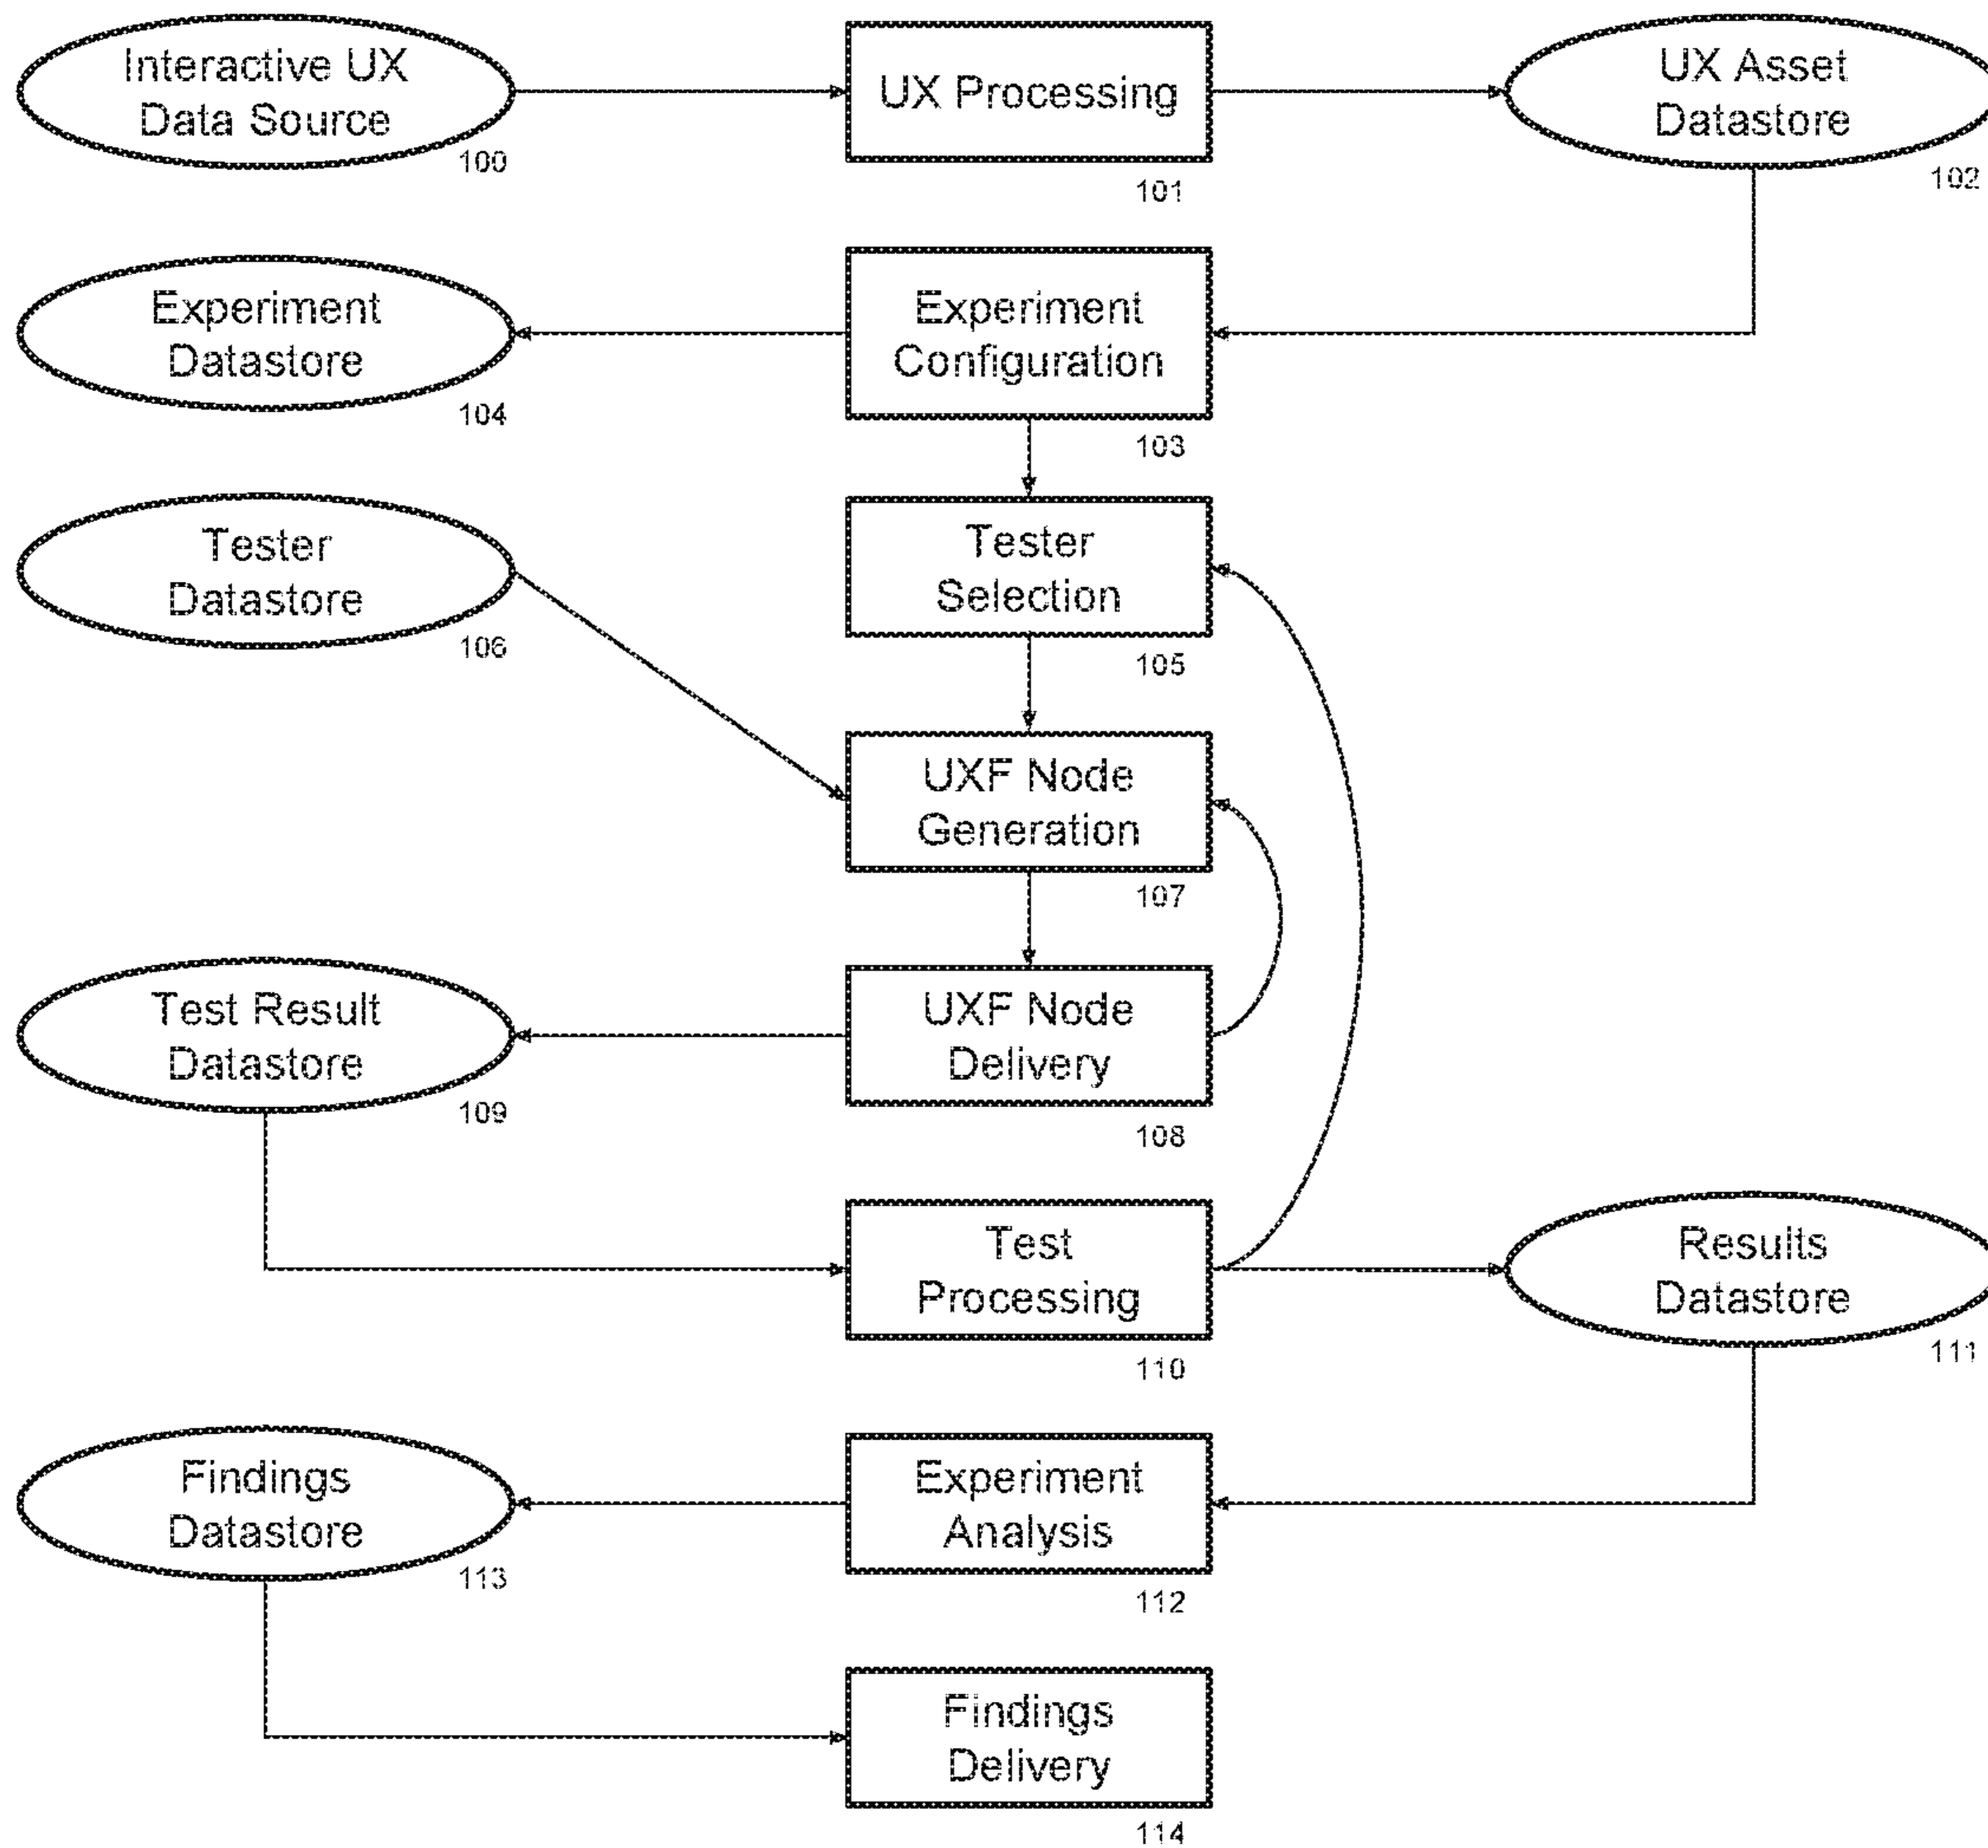 Interactive UX
Data Source
100
UX Processing
101
UX Asset
Datastore
102
Experiment
Datastore
104
Experiment
Configuration
103
Tester
Datastore
106
Tester
Selection
105
UXF Node
Generation
107
Test Result
Datastore
109
UXF Node
Delivery
108
Test
Processing
110
Results
Datastore
111
Findings
Datastore
113
Experiment
Analysis
112
Findings
Delivery
114